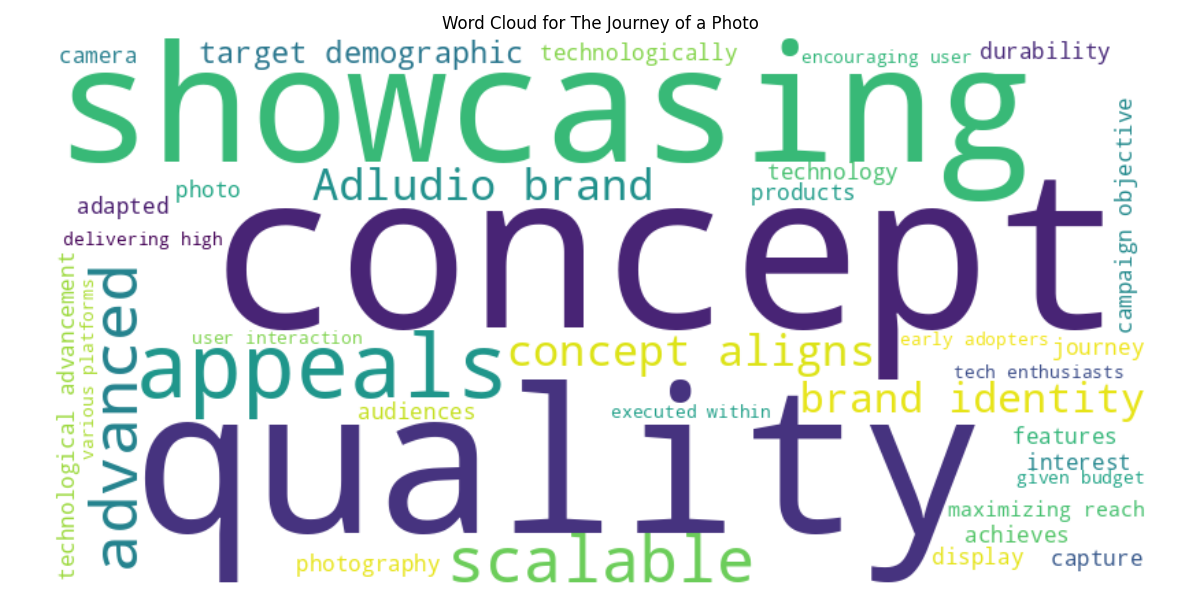 Word Cloud for The Journey of a Photo
camera
target demographic
technologically
encouraging user
durability
showcasing
campaign objective
technology
Adludio brand
photo
products
adapted
delivering high
concept
technological advancement
various platforms
advanced
user interaction
appeals
concept aligns
early adopters
journey
tech enthusiasts
brand identity
audiences
executed within
quality
features
interest
given budget
maximizing reach
achieves
scalable
photography
display
capture